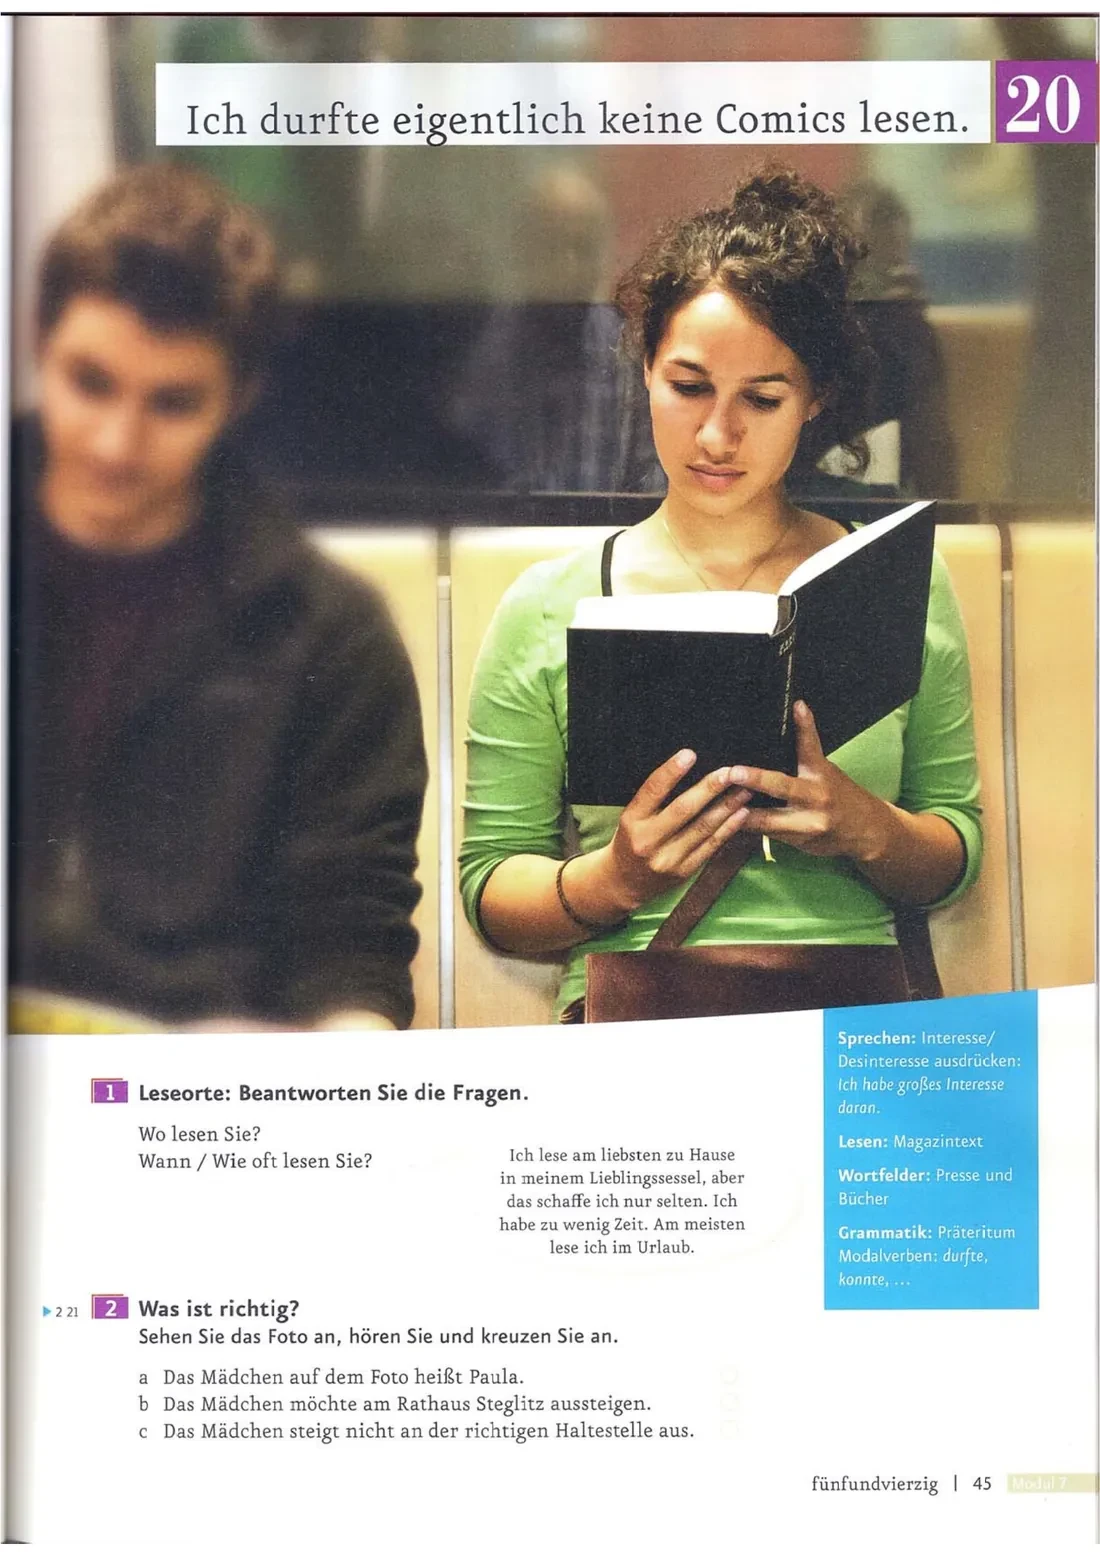 Ich durfte eigentlich keine Comics lesen. 20
1 Leseorte: Beantworten Sie die Fragen.
Wo lesen Sie?
Wann / Wie oft lesen Sie?
Ich lese am liebsten zu Hause
in meinem Lieblingssessel, aber
das schaffe ich nur selten. Ich
habe zu wenig Zeit. Am meisten
lese ich im Urlaub.
Sprechen: Interesse/
Desinteresse ausdrücken:
Ich habe großes Interesse
daran.
Lesen: Magazintext
Wortfelder: Presse und
Bücher
Grammatik: Präteritum
Modalverben: durfte,
konnte, ...
▶ 2 21 2 Was ist richtig?
Sehen Sie das Foto an, hören Sie und kreuzen Sie an.
a Das Mädchen auf dem Foto heißt Paula.
b Das Mädchen möchte am Rathaus Steglitz aussteigen.
c Das Mädchen steigt nicht an der richtigen Haltestelle aus.
fünfundvierzig | 45 Modul 7